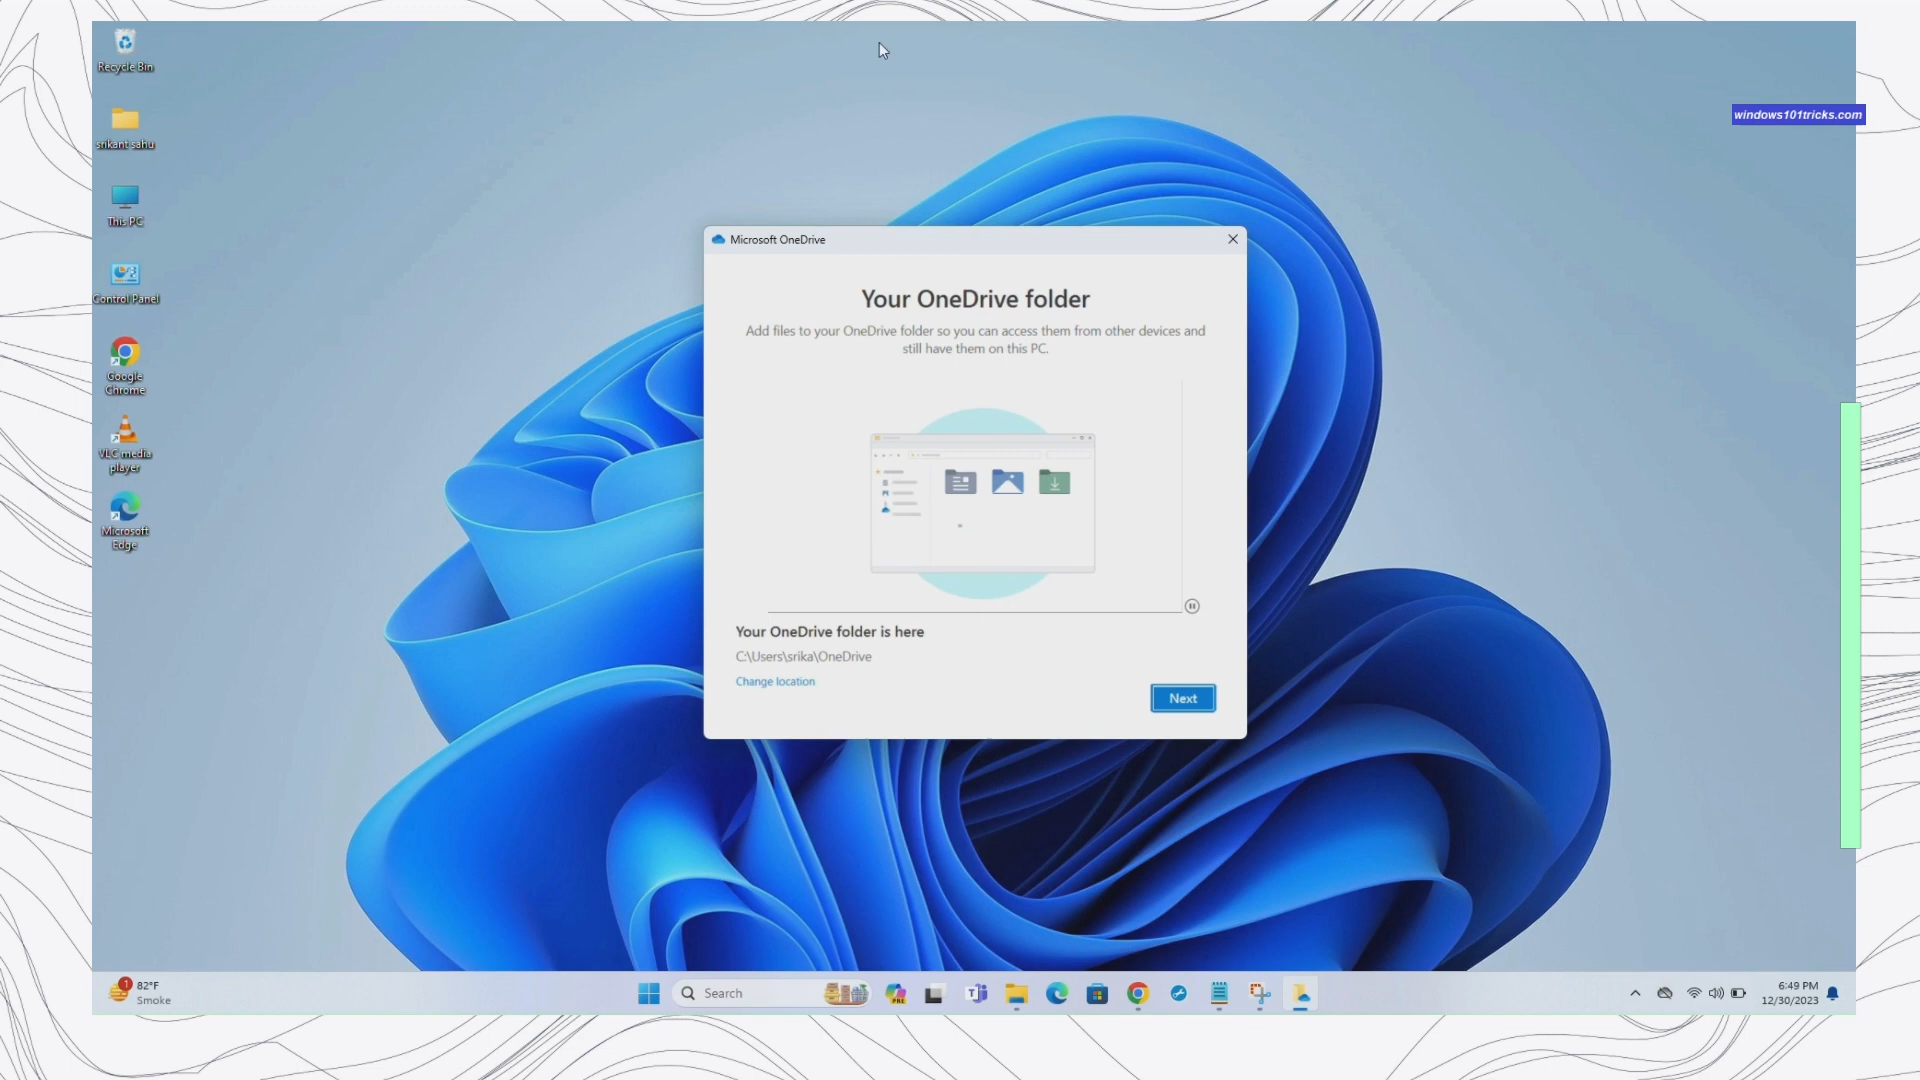 Recycle Bin
windows101tricks.com
srikant sahu
This PC
Control Panel
Google
Chrome
VLC media
player
Microsoft
Edge
Microsoft OneDrive
Your OneDrive folder
Add files to your OneDrive folder so you can access them from other devices and
still have them on this PC.
Your OneDrive folder is here
C:\Users\srika\OneDrive
Change location
Next
1
82°F
Smoke
Search
PRE
6:49 PM
12/30/2023